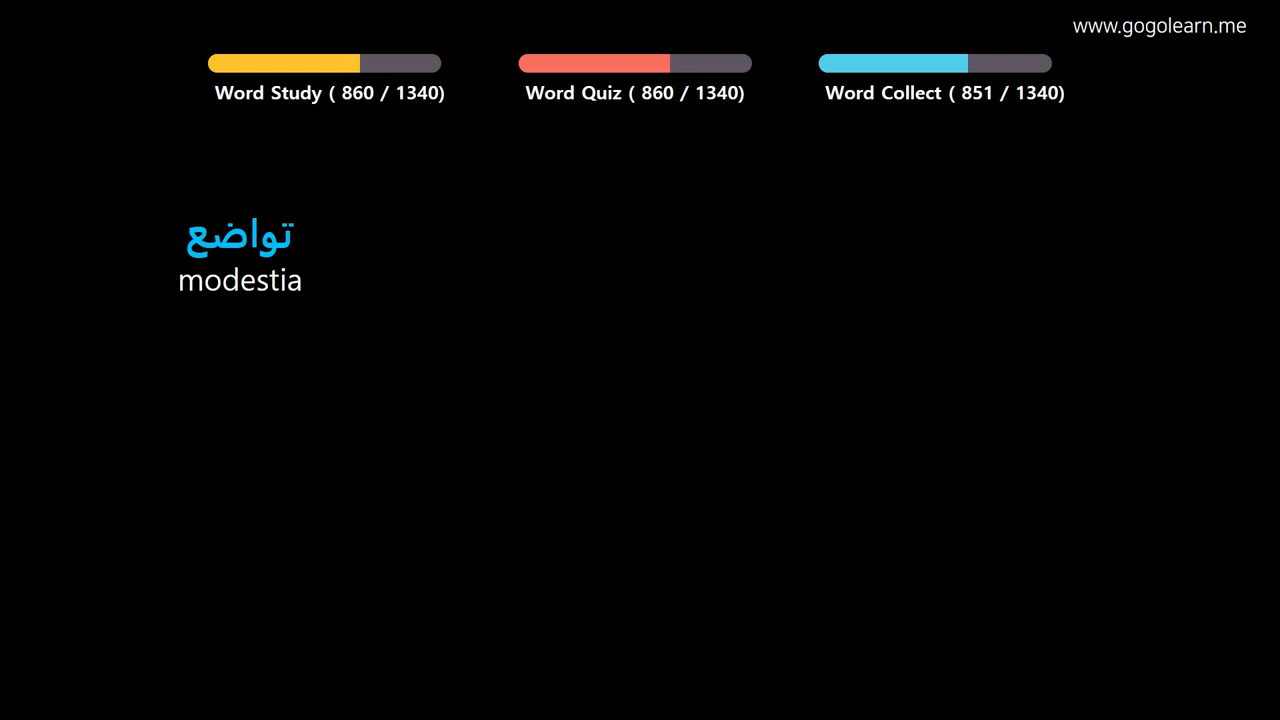 www.gogolearn.me
Word Study ( 860 / 1340)
Word Quiz ( 860 / 1340)
Word Collect ( 851 / 1340)
تواضع
modestia